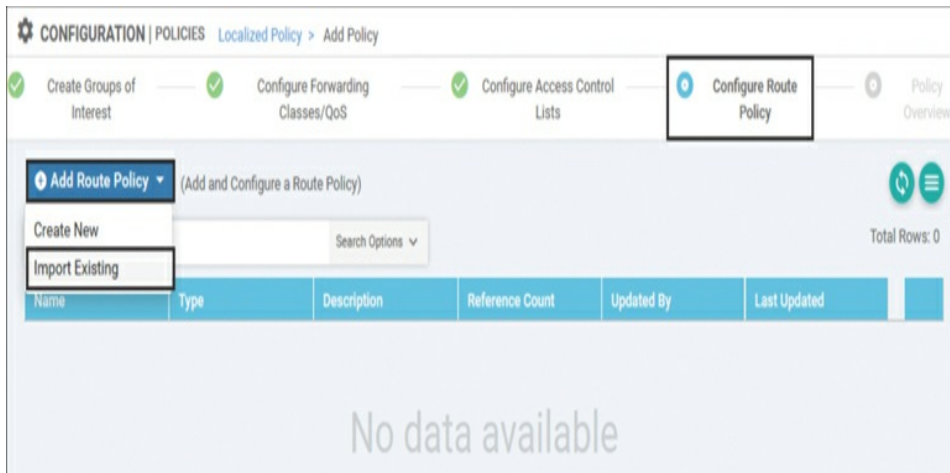 CONFIGURATION | POLICIES Localized Policy > Add Policy
Create Groups of Interest
Configure Forwarding Classes/QoS
Configure Access Control Lists
Configure Route Policy
Policy Overview
Add Route Policy (Add and Configure a Route Policy)
Create New
Import Existing
Search Options
Total Rows: 0
Name Type Description Reference Count Updated By Last Updated
No data available